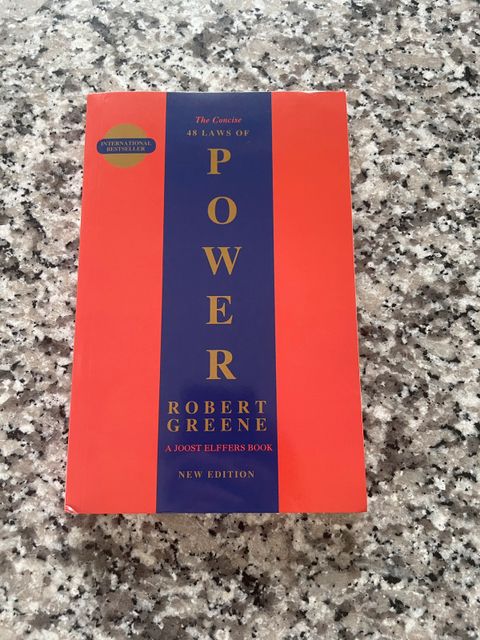 The Concise
48 LAWS OF
INTERNATIONAL
BESTSELLER
P
O
W
E
R
ROBERT
GREENE
A JOOST ELFFERS BOOK
NEW EDITION